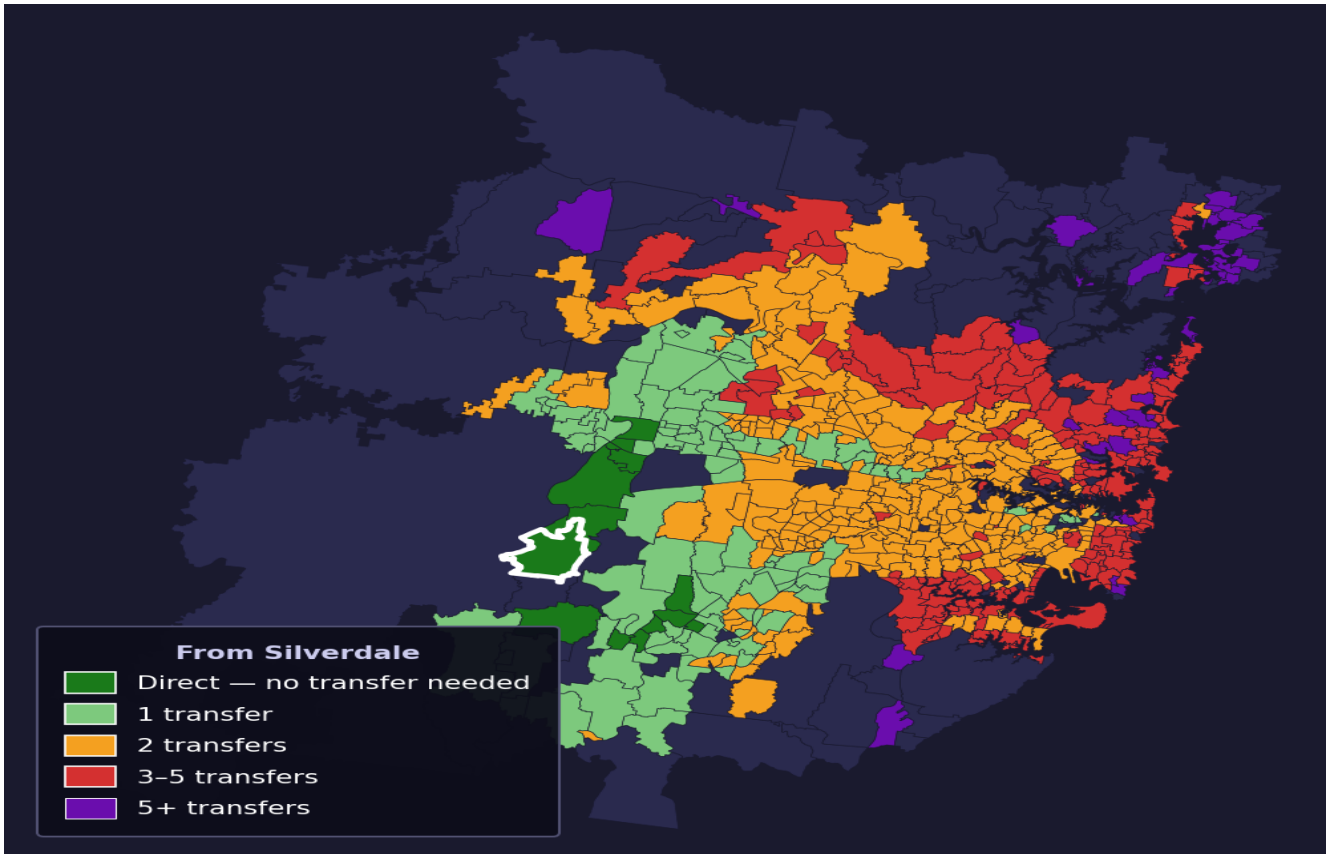 From Silverdale
Direct — no transfer needed
1 transfer
2 transfers
3–5 transfers
5+ transfers